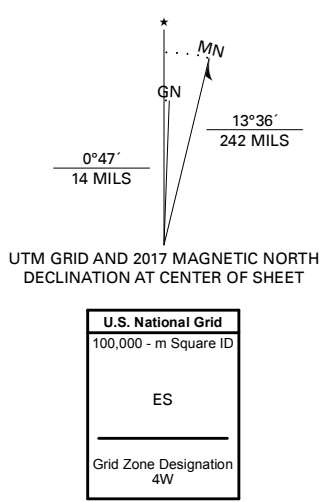 ★
MN
GN
13°36´
242 MILS
0°47´
14 MILS
UTM GRID AND 2017 MAGNETIC NORTH
DECLINATION AT CENTER OF SHEET
U.S. National Grid
100,000 - m Square ID
ES
Grid Zone Designation
4W